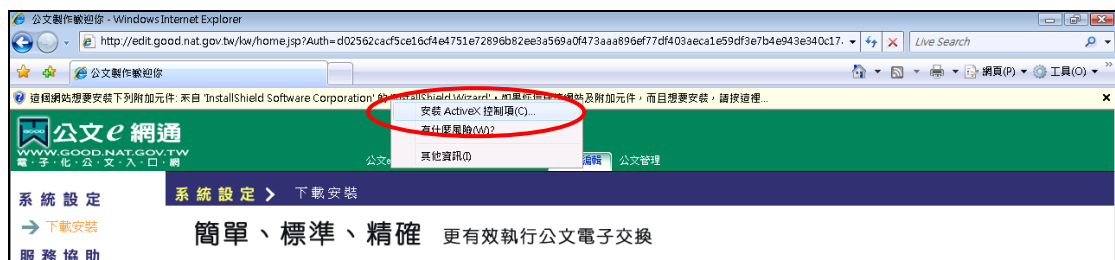 公文製作歡迎你 - Windows Internet Explorer
http://edit.good.nat.gov.tw/kw/home.jsp?Auth=d02562cacf5ce16cf4e4751e72896b82ee3a569a0f473aaa896ef77df403aeca1e59df3e7b4e943e340c17.
Live Search
公文製作歡迎你
網頁(P)
工具(O)
這個網站想要安裝下列附加元件: 來自 'InstallShield Software Corporation' 的 'InstallShield Wizard'。如果您信任該網站及附加元件，而且想要安裝，請按這裡...
安裝 ActiveX 控制項(C)...
有什麼風險(W)?
其他資訊(I)
公文e網通
WWW.GOOD.NAT.GOV.TW
電‧子‧化‧公‧文‧入‧口‧網
公文e
編輯
公文管理
系統設定
系統設定 > 下載安裝
下載安裝
簡單、標準、精確 更有效執行公文電子交換
服務協助